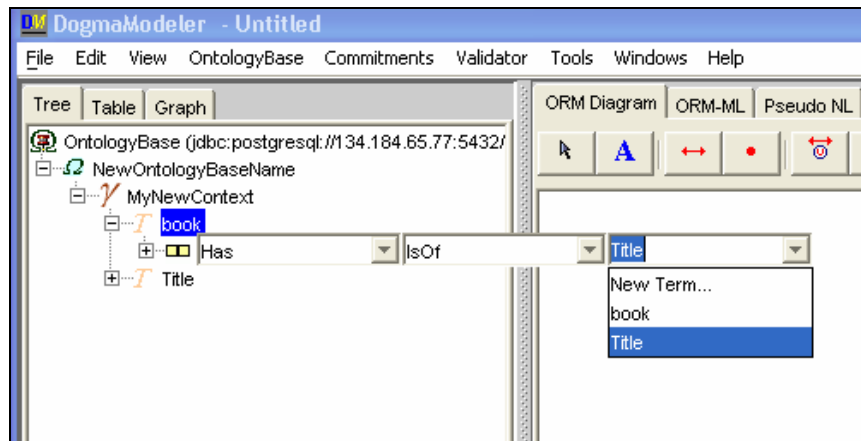 DM DogmaModeler - Untitled
File Edit View OntologyBase Commitments Validator Tools Windows Help
Tree Table Graph
ORM Diagram ORM-ML Pseudo NL
OntologyBase (jdbc:postgresql://134.184.65.77:5432/
A
Ω NewOntologyBaseName
γ MyNewContext
T book
Has IsOf Title
T Title
New Term...
book
Title